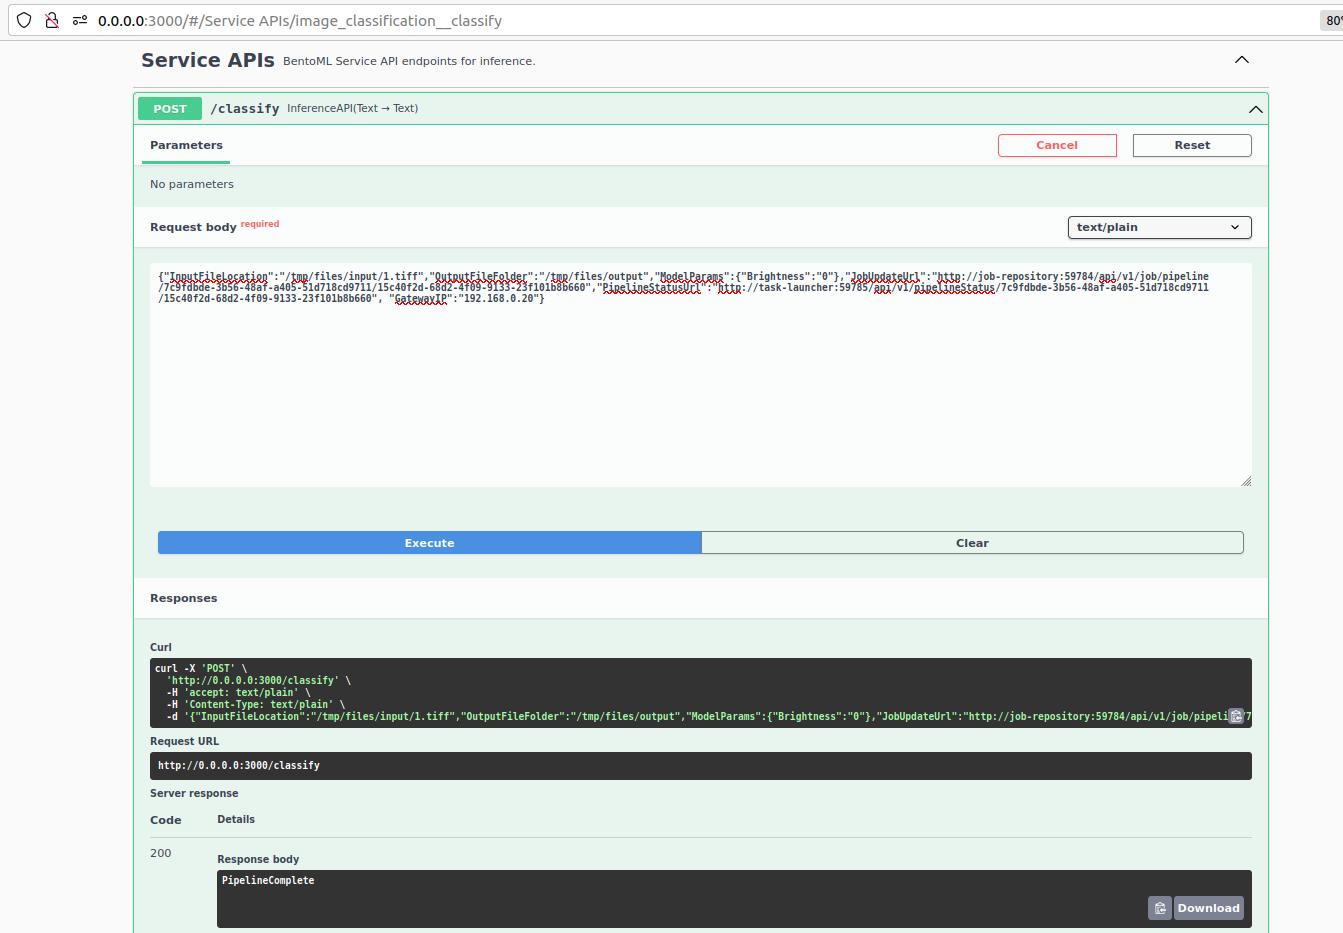 0.0.0.0:3000/#/Service APIs/image_classification__classify
80%
Service APIs BentoML Service API endpoints for inference.
POST /classify InferenceAPI(Text → Text)
Parameters Cancel Reset
No parameters
Request body required text/plain
{"InputFileLocation":"/tmp/files/input/1.tiff","OutputFileFolder":"/tmp/files/output","ModelParams":{"Brightness":"0"},"JobUpdateUrl":"http://job-repository:59784/api/v1/job/pipeline
/7c9fdbde-3b56-48af-a405-51d718cd9711/15c40f2d-68d2-4f09-9133-23f101b8b660","PipelineStatusUrl":"http://task-launcher:59785/api/v1/pipelineStatus/7c9fdbde-3b56-48af-a405-51d718cd9711
/15c40f2d-68d2-4f09-9133-23f101b8b660", "GatewayIP":"192.168.0.20"}
Execute Clear
Responses
Curl
curl -X 'POST' \
'http://0.0.0.0:3000/classify' \
-H 'accept: text/plain' \
-H 'Content-Type: text/plain' \
-d '{"InputFileLocation":"/tmp/files/input/1.tiff","OutputFileFolder":"/tmp/files/output","ModelParams":{"Brightness":"0"},"JobUpdateUrl":"http://job-repository:59784/api/v1/job/pipeli
Request URL
http://0.0.0.0:3000/classify
Server response
Code Details
200
Response body
PipelineComplete
Download